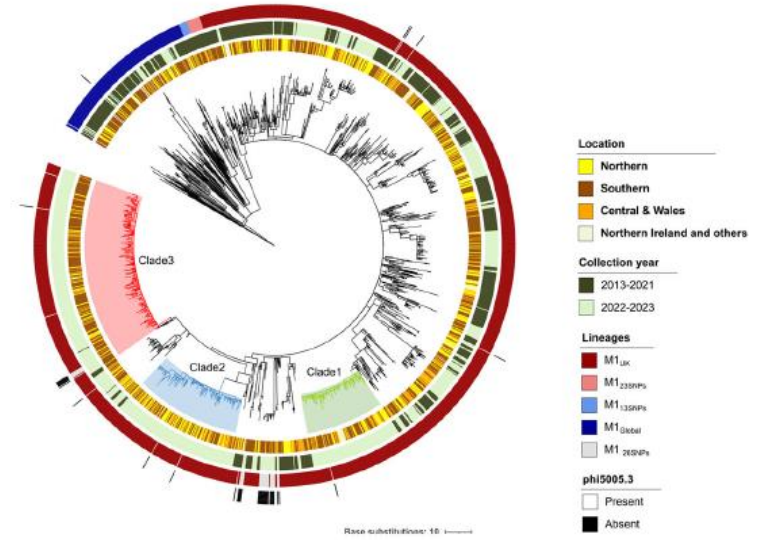 Clade3
Clade2
Clade1
Base substitutions: 10
Location
Northern
Southern
Central & Wales
Northern Ireland and others
Collection year
2013-2021
2022-2023
Lineages
M1UK
M123SNPs
M113SNPs
M1Global
M1 26SNPs
phi5005.3
Present
Absent